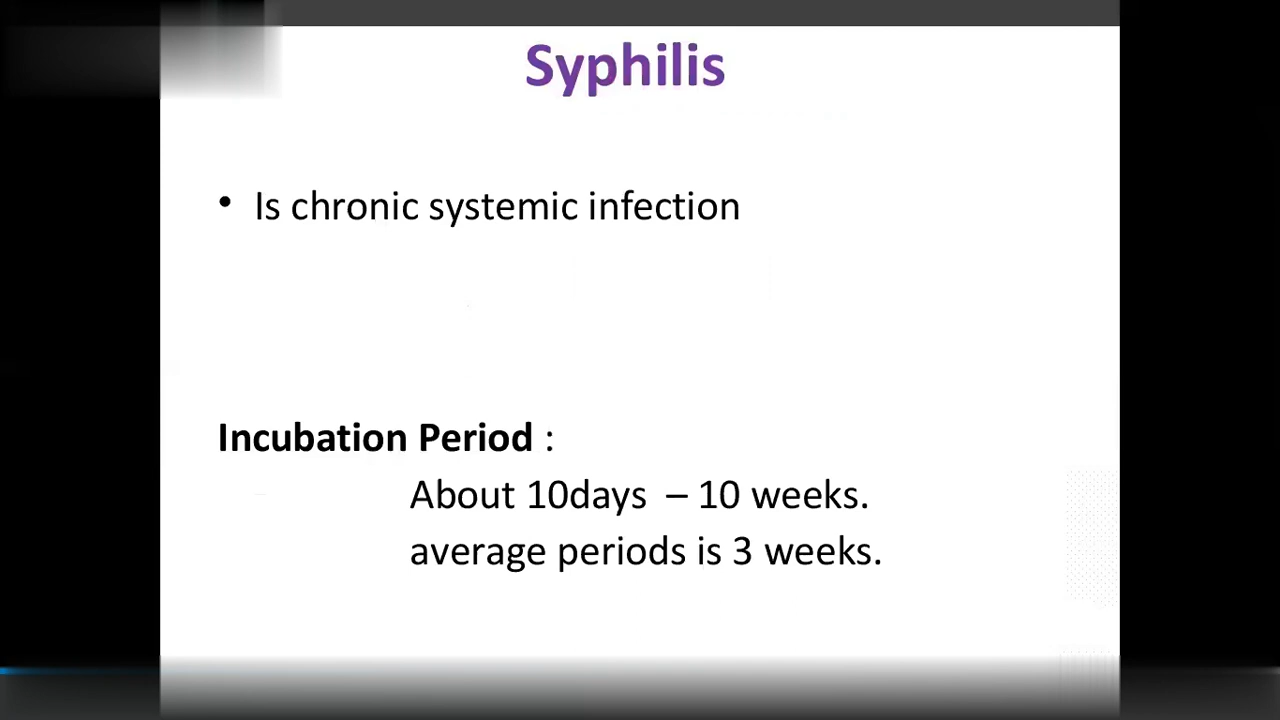 Syphilis
• Is chronic systemic infection
Incubation Period :
About 10days – 10 weeks.
average periods is 3 weeks.